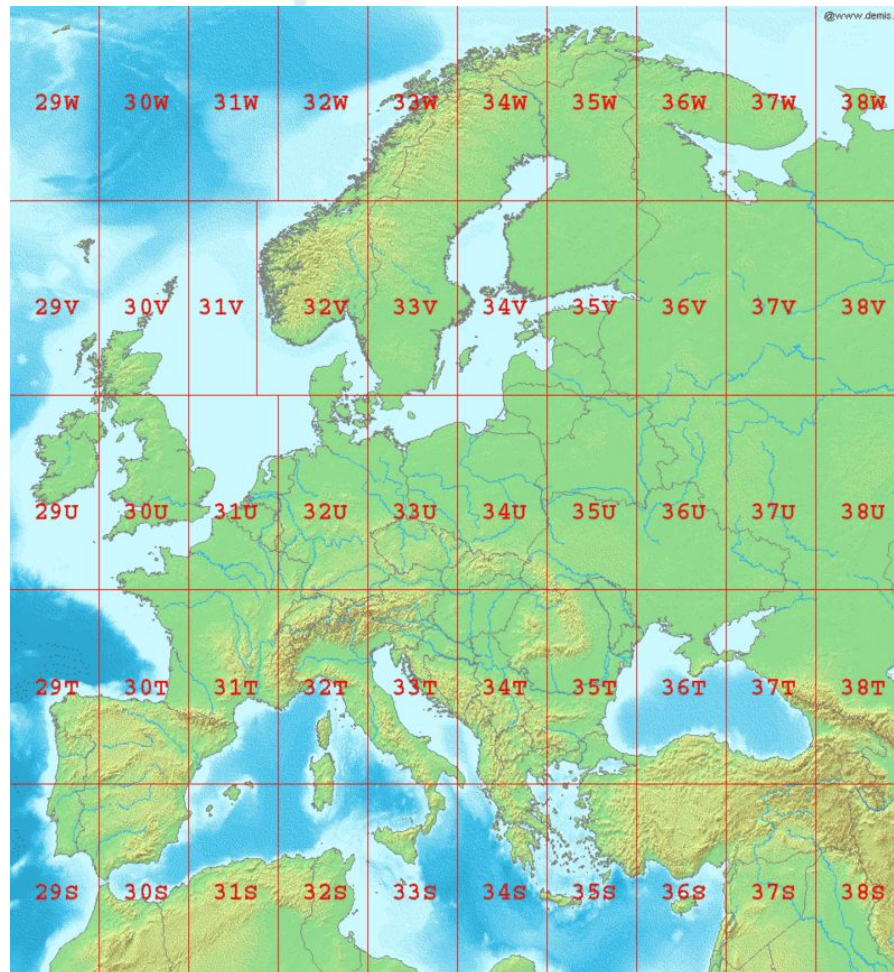 @www.demis.
29W 30W 31W 32W 33W 34W 35W 36W 37W 38W
29V 30V 31V 32V 33V 34V 35V 36V 37V 38V
29U 30U 31U 32U 33U 34U 35U 36U 37U 38U
29T 30T 31T 32T 33T 34T 35T 36T 37T 38T
29S 30S 31S 32S 33S 34S 35S 36S 37S 38S